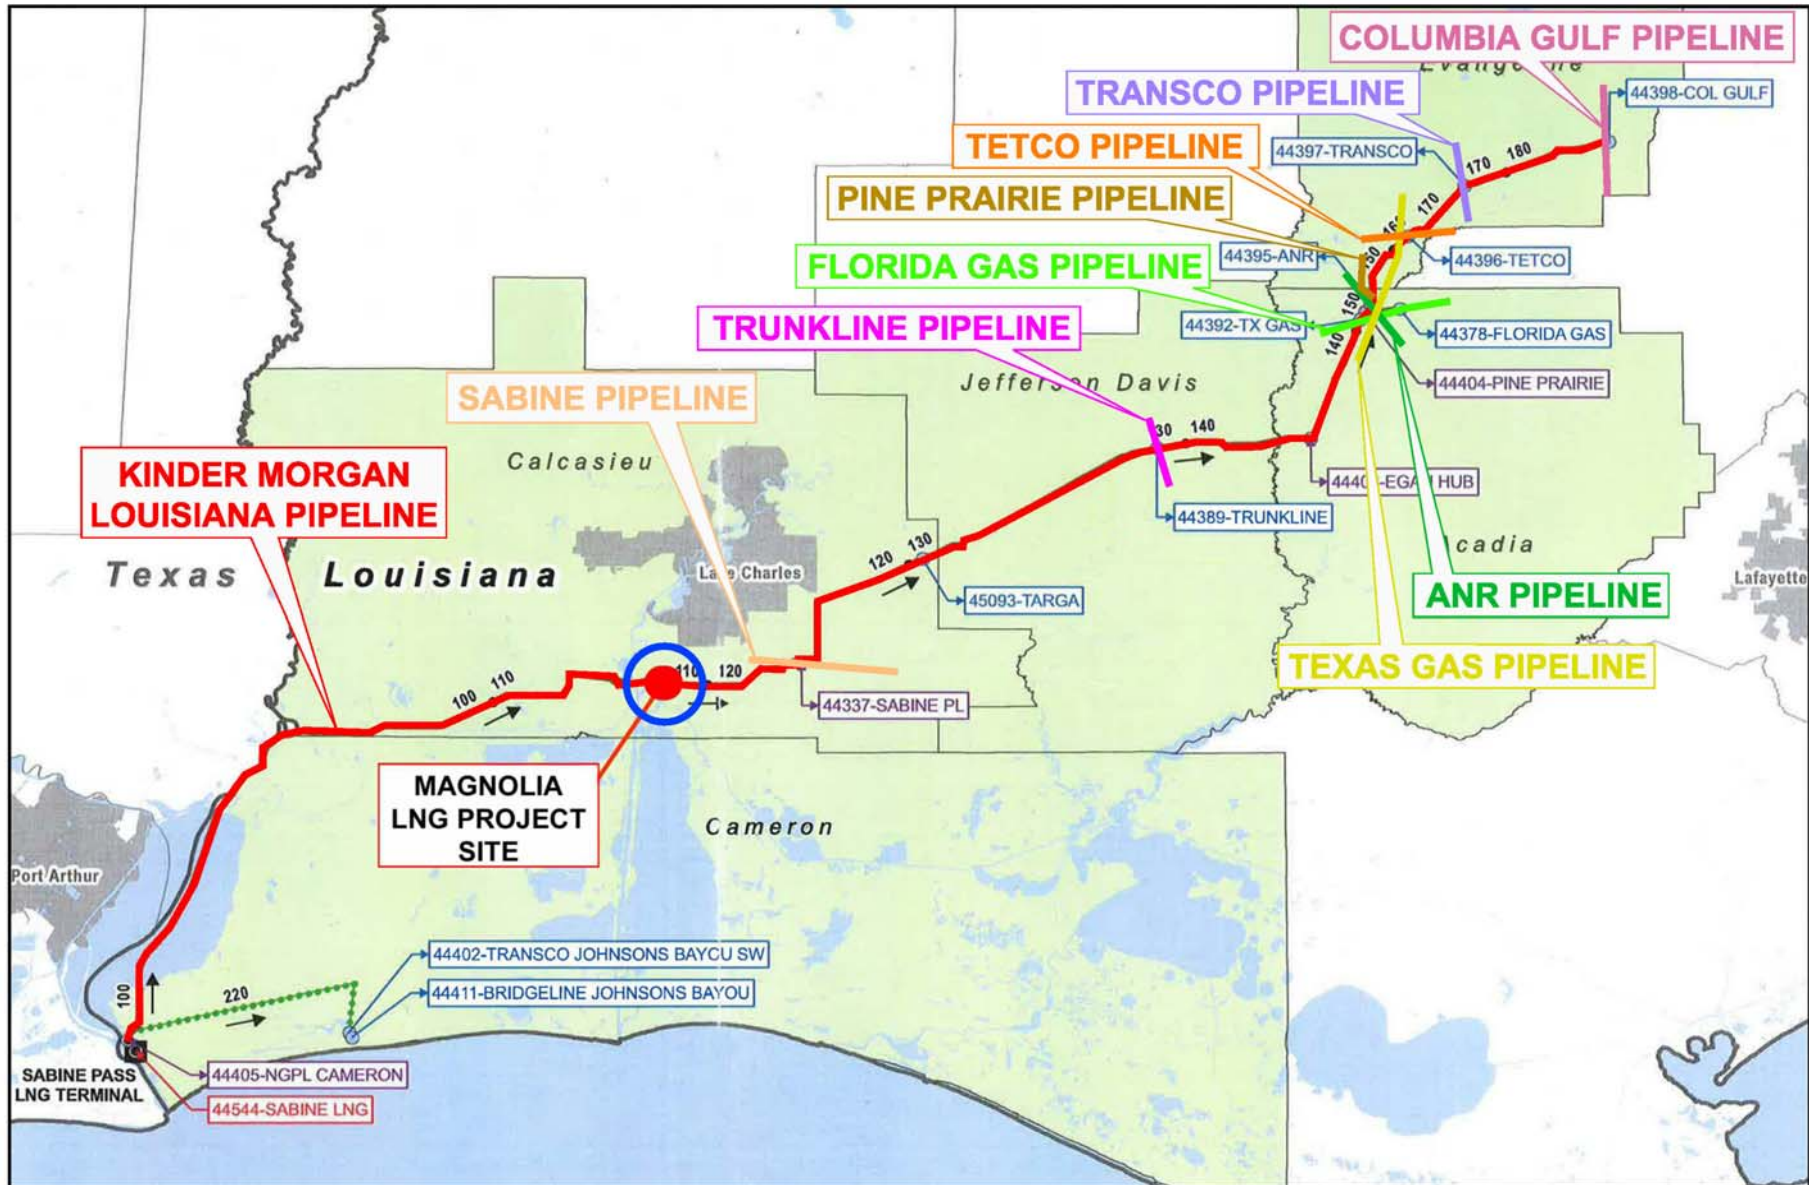 COLUMBIA GULF PIPELINE
Evangeline
TRANSCO PIPELINE
44398-COL GULF
TETCO PIPELINE
44397-TRANSCO
170
180
PINE PRAIRIE PIPELINE
170
44395-ANR
44396-TETCO
FLORIDA GAS PIPELINE
150
TRUNKLINE PIPELINE
44392-TX GAS
140
44378-FLORIDA GAS
Jefferson Davis
44404-PINE PRAIRIE
SABINE PIPELINE
140
Calcasieu
KINDER MORGAN
LOUISIANA PIPELINE
HUB
44389-TRUNKLINE
Texas
Louisiana
Lake Charles
120
130
Acadia
Lafayette
45093-TARGA
ANR PIPELINE
TEXAS GAS PIPELINE
100
110
110
120
44337-SABINE PL
MAGNOLIA
LNG PROJECT
SITE
Cameron
Port Arthur
44402-TRANSCO JOHNSONS BAYCU SW
44411-BRIDGELINE JOHNSONS BAYOU
100
220
SABINE PASS
LNG TERMINAL
44405-NGPL CAMERON
44544-SABINE LNG